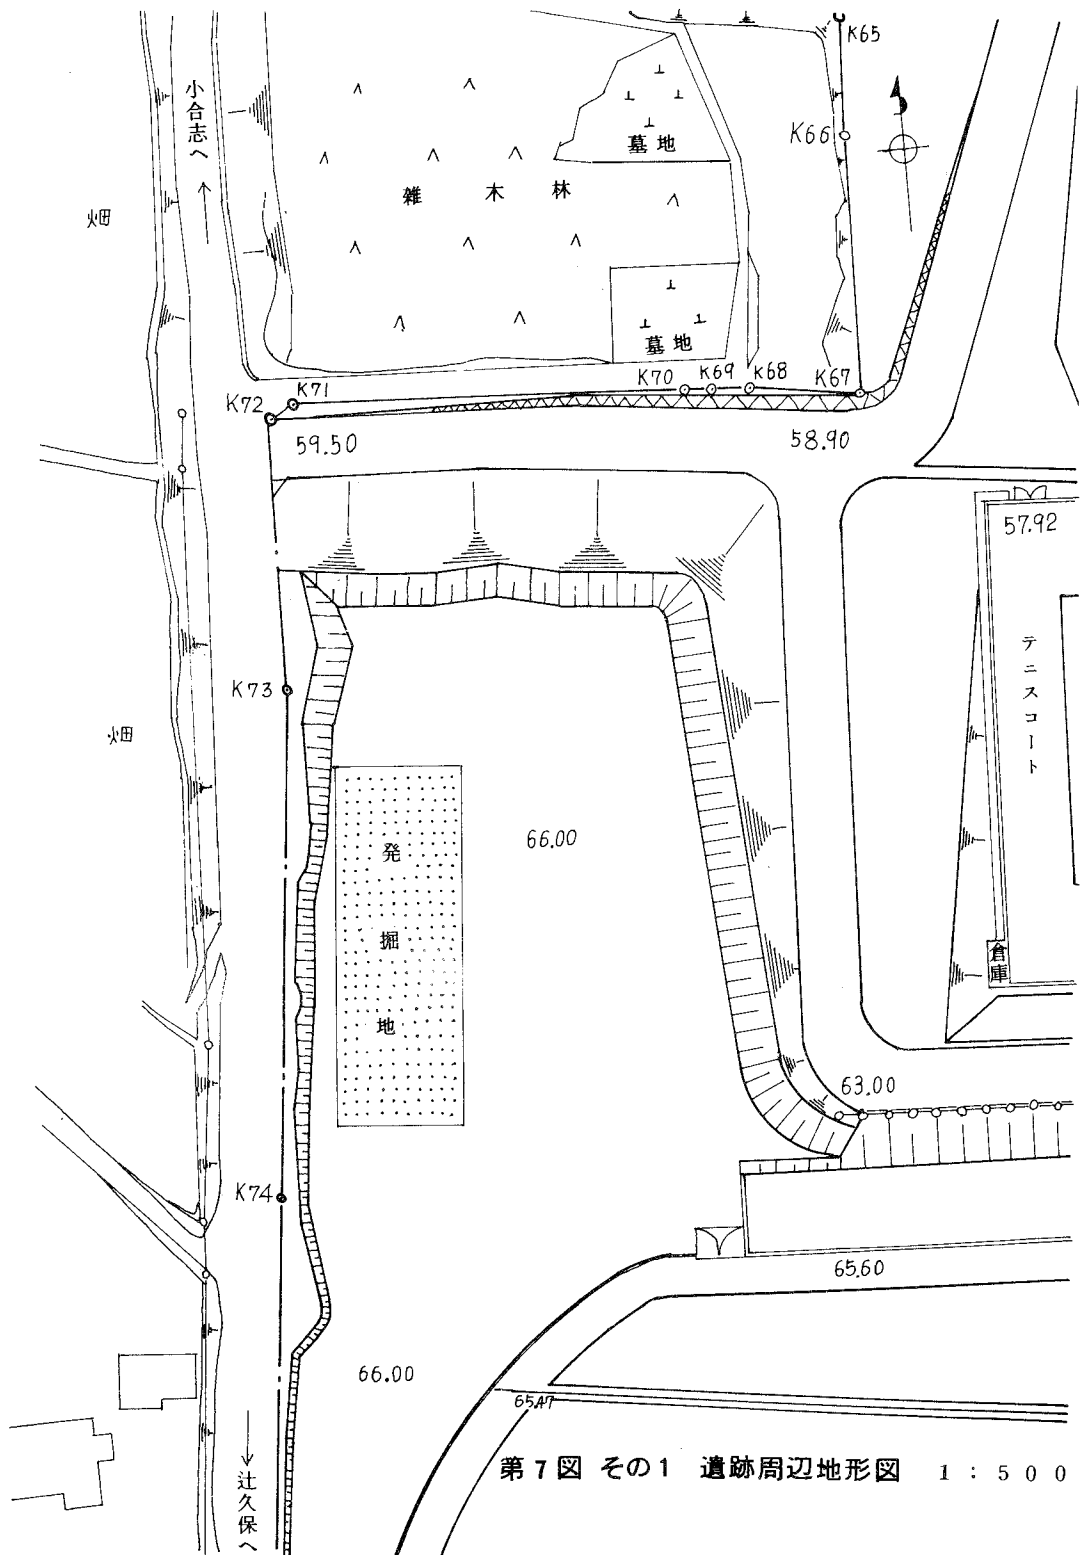 K65
小合志へ
K66
墓地
雑木林
畑
墓地
K70 K69 K68 K67
K71
K72
59.50
58.90
57.92
テニスコート
K73
畑
66.00
発掘地
倉庫
63.00
K74
65.60
66.00
65.47
辻久保へ
第7図 その1 遺跡周辺地形図 1:500